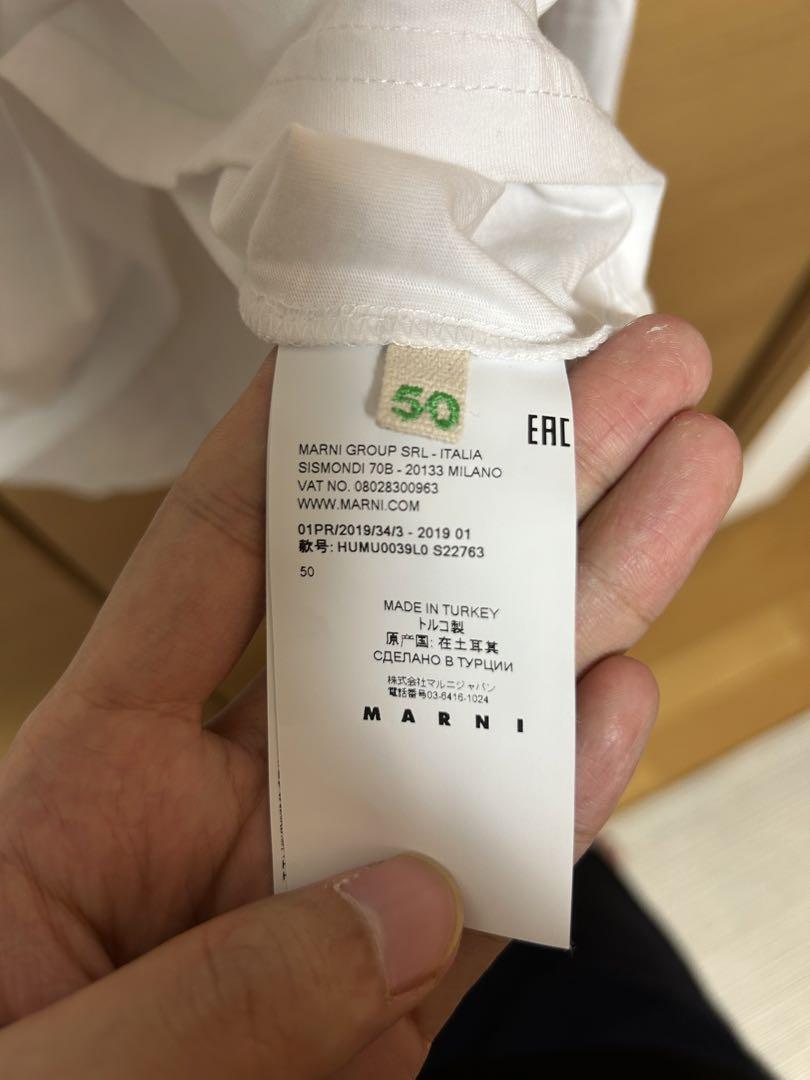 50
EAC
MARNI GROUP SRL - ITALIA
SISMONDI 70B - 20133 MILANO
VAT NO. 08028300963
WWW.MARNI.COM
01PR/2019/34/3 - 2019 01
款号: HUMU0039L0 S22763
50
MADE IN TURKEY
トルコ製
原产国: 在土耳其
СДЕЛАНО В ТУРЦИИ
株式会社マルニジャパン
電話番号03-6416-1024
MARNI